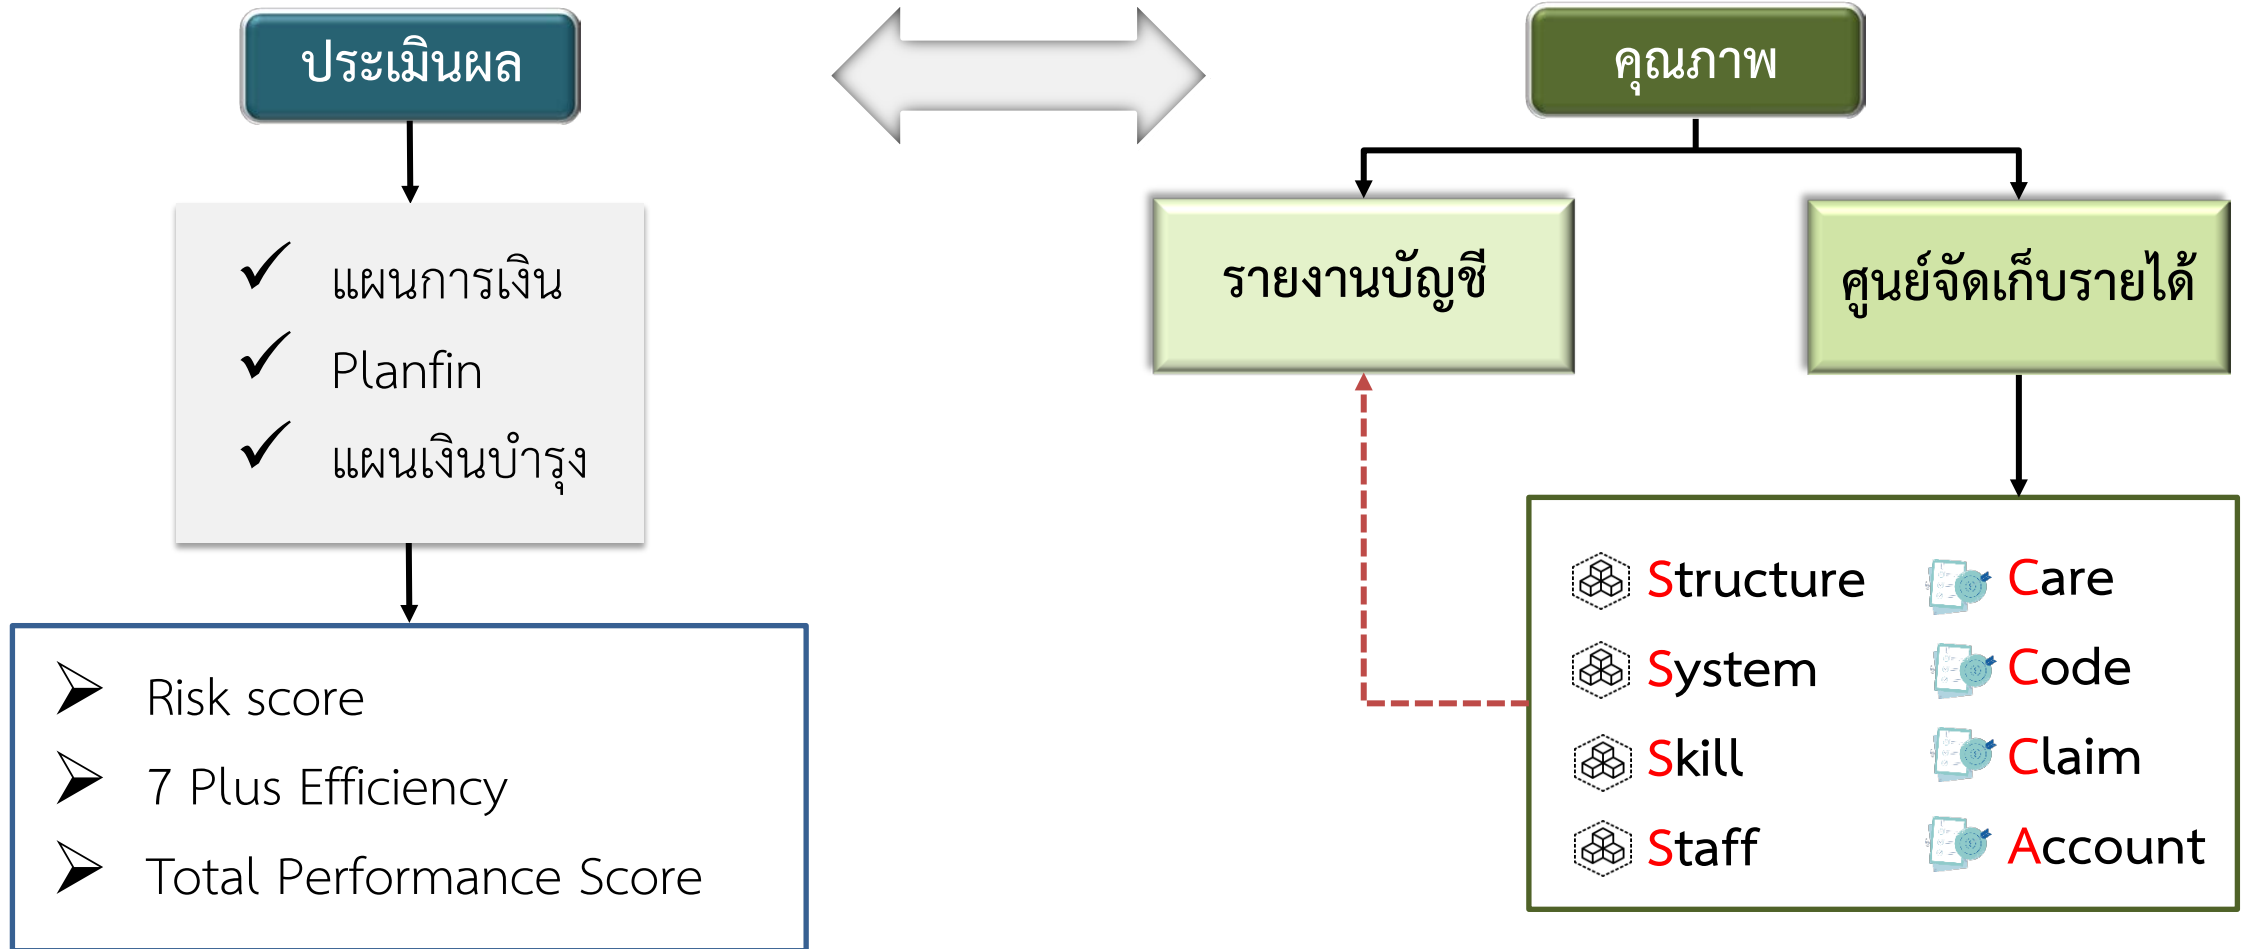 ประเมินผล
แผนการเงิน
Planfin
แผนเงินบำรุง
Risk score
7 Plus Efficiency
Total Performance Score
คุณภาพ
รายงานบัญชี
ศูนย์จัดเก็บรายได้
Structure
System
Skill
Staff
Care
Code
Claim
Account